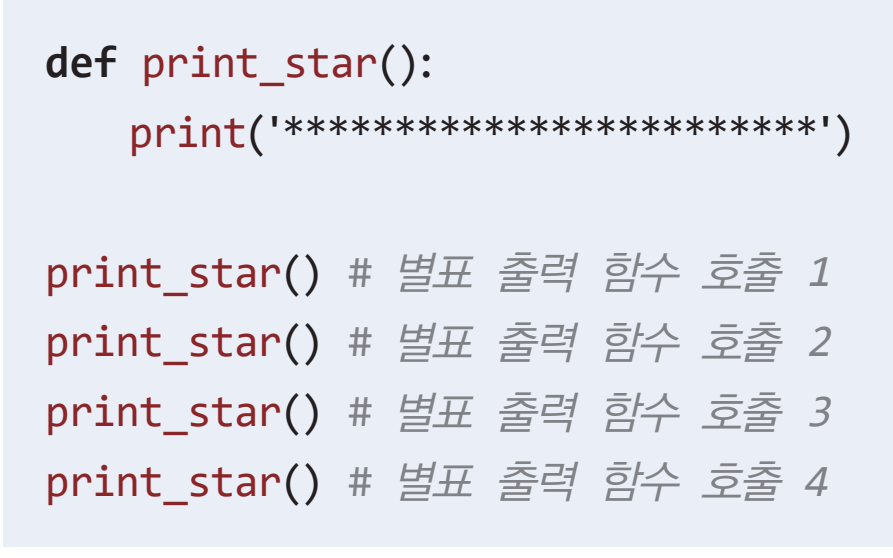 def print_star():
    print('************************')
print_star() # 별표 출력 함수 호출 1
print_star() # 별표 출력 함수 호출 2
print_star() # 별표 출력 함수 호출 3
print_star() # 별표 출력 함수 호출 4